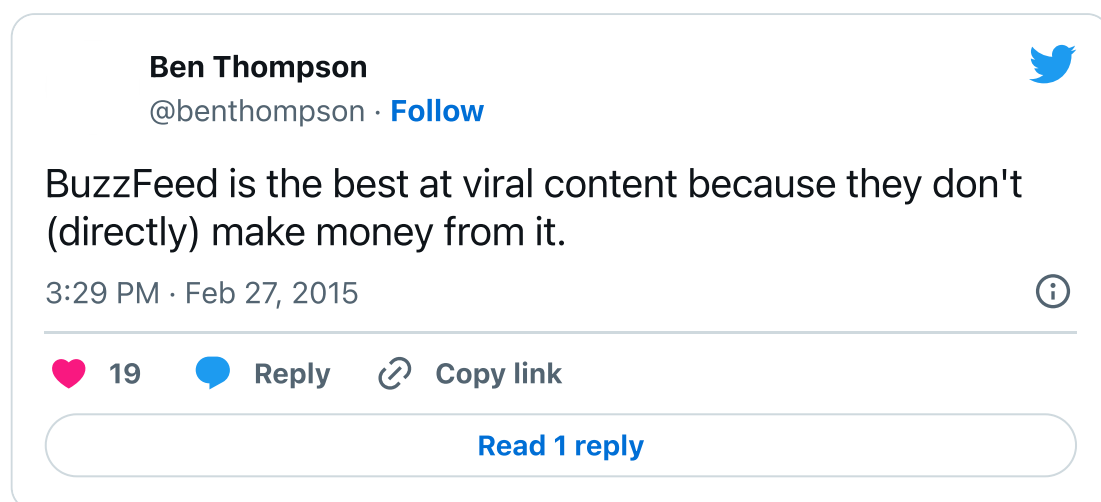 Ben Thompson
@benthompson · Follow
BuzzFeed is the best at viral content because they don't
(directly) make money from it.
3:29 PM · Feb 27, 2015
19 Reply Copy link
Read 1 reply